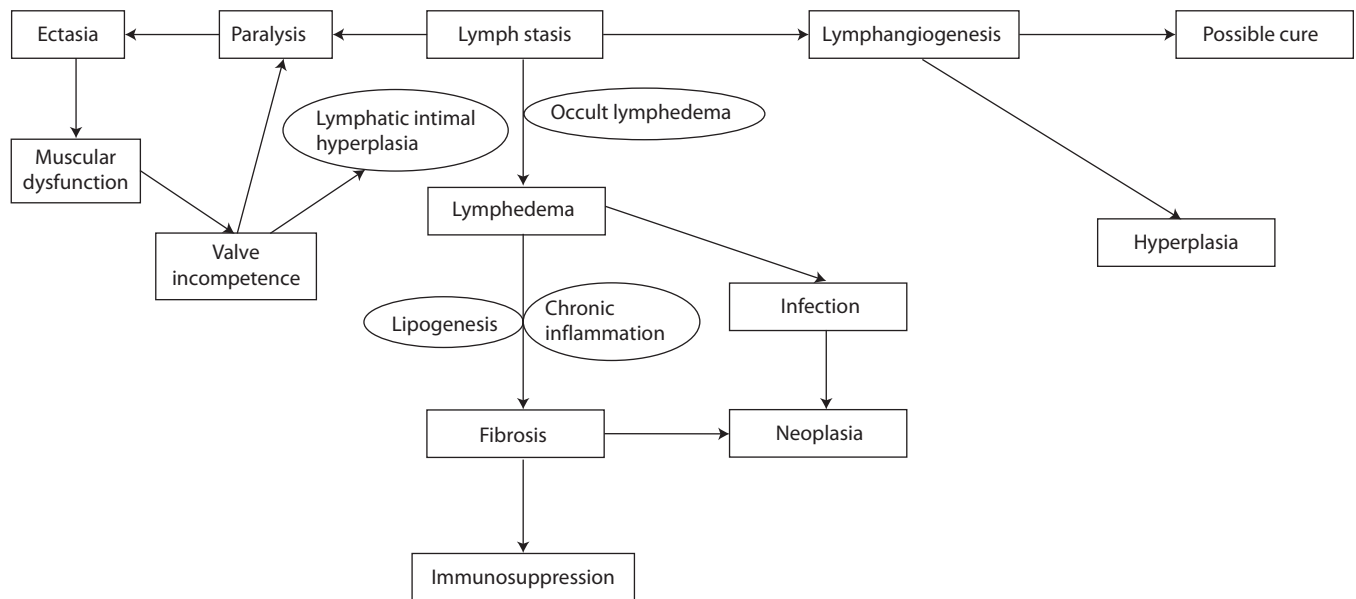 Ectasia
Paralysis
Lymph stasis
Lymphangiogenesis
Possible cure
Lymphatic intimal
hyperplasia
Occult lymphedema
Muscular
dysfunction
Lymphedema
Valve
incompetence
Hyperplasia
Infection
Lipogenesis
Chronic
inflammation
Fibrosis
Neoplasia
Immunosuppression